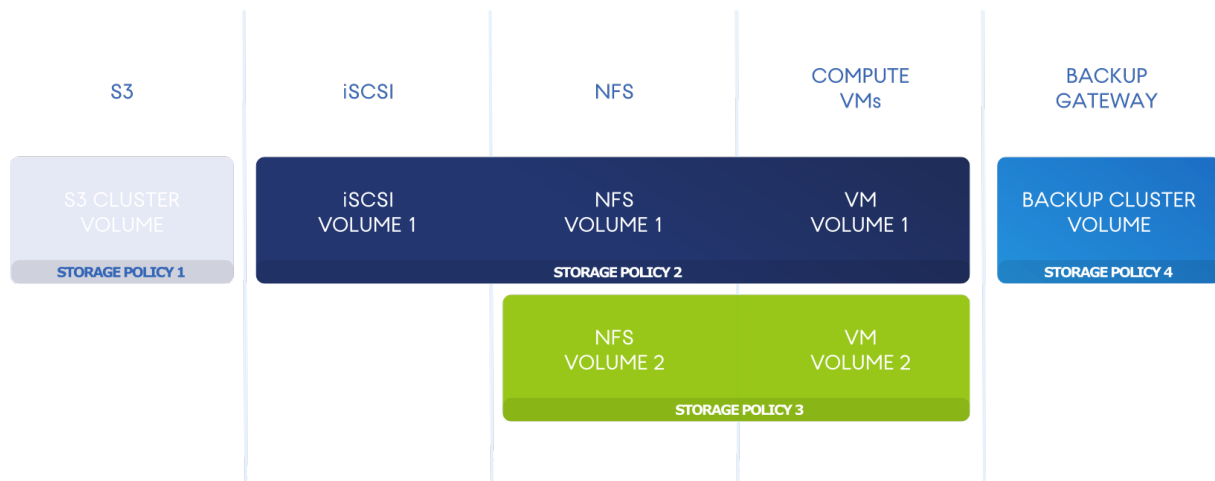 S3
iSCSI
NFS
COMPUTE
VMs
BACKUP
GATEWAY
S3 CLUSTER
VOLUME
STORAGE POLICY 1
iSCSI
VOLUME 1
NFS
VOLUME 1
VM
VOLUME 1
STORAGE POLICY 2
BACKUP CLUSTER
VOLUME
STORAGE POLICY 4
NFS
VOLUME 2
VM
VOLUME 2
STORAGE POLICY 3